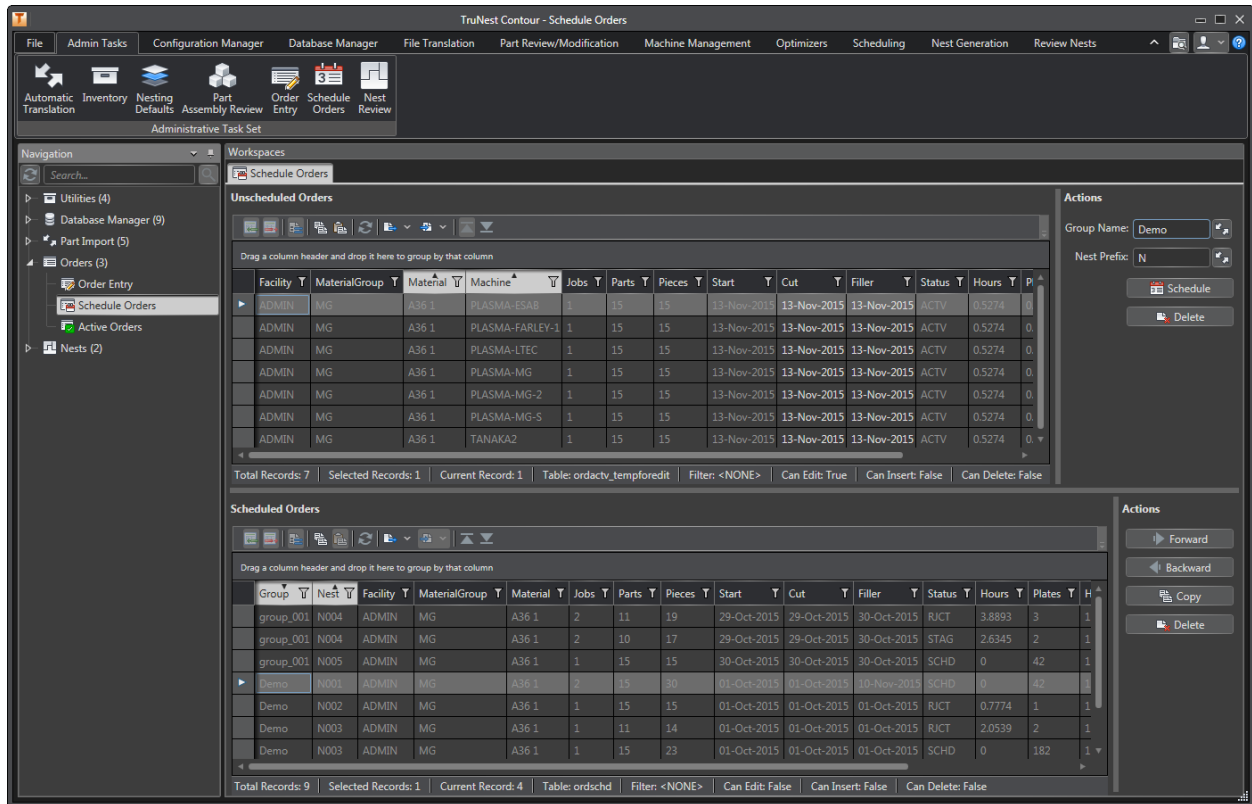 TruNest Contour - Schedule Orders
File Admin Tasks Configuration Manager Database Manager File Translation Part Review/Modification Machine Management Optimizers Scheduling Nest Generation Review Nests
Automatic Translation Inventory Nesting Defaults Part Assembly Review Order Entry Schedule Orders Nest Review
Administrative Task Set
Navigation
Search...
Utilities (4)
Database Manager (9)
Part Import (5)
Orders (3)
Order Entry
Schedule Orders
Active Orders
Nests (2)
Workspaces
Schedule Orders
Unscheduled Orders
Drag a column header and drop it here to group by that column
Facility MaterialGroup Material Machine Jobs Parts Pieces Start Cut Filler Status Hours Pl
ADMIN MG A36 1 PLASMA-ESAB 1 15 15 13-Nov-2015 13-Nov-2015 13-Nov-2015 ACTV 0.5274 0.
ADMIN MG A36 1 PLASMA-FARLEY-1 1 15 15 13-Nov-2015 13-Nov-2015 13-Nov-2015 ACTV 0.5274 0.
ADMIN MG A36 1 PLASMA-LTEC 1 15 15 13-Nov-2015 13-Nov-2015 13-Nov-2015 ACTV 0.5274 0.
ADMIN MG A36 1 PLASMA-MG 1 15 15 13-Nov-2015 13-Nov-2015 13-Nov-2015 ACTV 0.5274 0.
ADMIN MG A36 1 PLASMA-MG-2 1 15 15 13-Nov-2015 13-Nov-2015 13-Nov-2015 ACTV 0.5274 0.
ADMIN MG A36 1 PLASMA-MG-S 1 15 15 13-Nov-2015 13-Nov-2015 13-Nov-2015 ACTV 0.5274 0.
ADMIN MG A36 1 TANAKA2 1 15 15 13-Nov-2015 13-Nov-2015 13-Nov-2015 ACTV 0.5274 0.
Total Records: 7 Selected Records: 1 Current Record: 1 Table: ordactv_tempforedit Filter: <NONE> Can Edit: True Can Insert: False Can Delete: False
Actions
Group Name: Demo
Nest Prefix: N
Schedule
Delete
Scheduled Orders
Drag a column header and drop it here to group by that column
Group Nest Facility MaterialGroup Material Jobs Parts Pieces Start Cut Filler Status Hours Plates H
group_001 N004 ADMIN MG A36 1 2 11 19 29-Oct-2015 29-Oct-2015 30-Oct-2015 RJCT 3.8893 3 1
group_001 N004 ADMIN MG A36 1 2 10 17 29-Oct-2015 29-Oct-2015 30-Oct-2015 STAG 2.6345 2 1
group_001 N005 ADMIN MG A36 1 1 15 15 30-Oct-2015 30-Oct-2015 30-Oct-2015 SCHD 0 42 1
Demo N001 ADMIN MG A36 1 2 15 30 01-Oct-2015 01-Oct-2015 10-Nov-2015 SCHD 0 42 1
Demo N002 ADMIN MG A36 1 1 15 15 01-Oct-2015 01-Oct-2015 01-Oct-2015 RJCT 0.7774 1 1
Demo N003 ADMIN MG A36 1 1 11 14 01-Oct-2015 01-Oct-2015 01-Oct-2015 RJCT 2.0539 2 1
Demo N003 ADMIN MG A36 1 1 15 23 01-Oct-2015 01-Oct-2015 01-Oct-2015 SCHD 0 182 1
Total Records: 9 Selected Records: 1 Current Record: 4 Table: ordschd Filter: <NONE> Can Edit: False Can Insert: False Can Delete: False
Actions
Forward
Backward
Copy
Delete